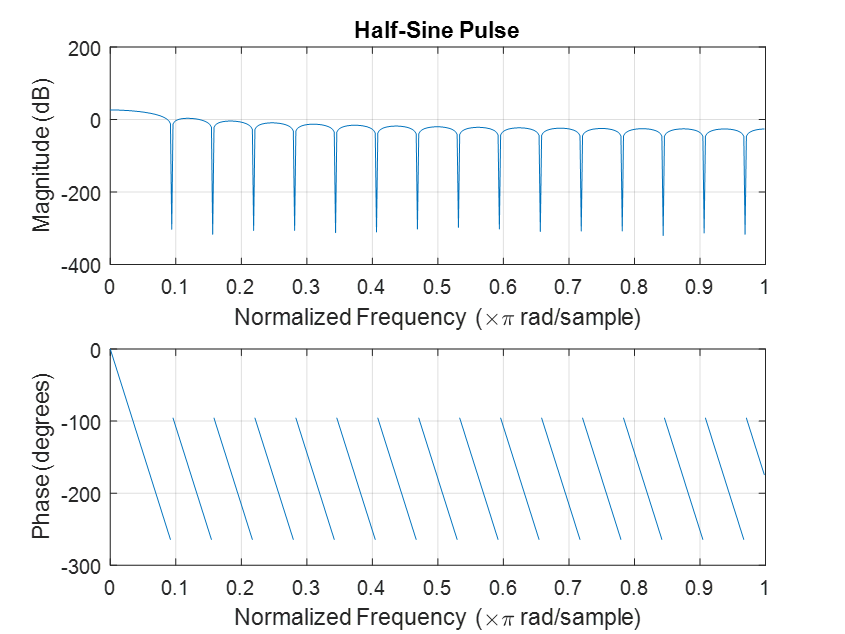 Half-Sine Pulse
200
0
-200
-400
Magnitude (dB)
0 0.1 0.2 0.3 0.4 0.5 0.6 0.7 0.8 0.9 1
Normalized Frequency (×π rad/sample)
0
-100
-200
-300
Phase (degrees)
0 0.1 0.2 0.3 0.4 0.5 0.6 0.7 0.8 0.9 1
Normalized Frequency (×π rad/sample)